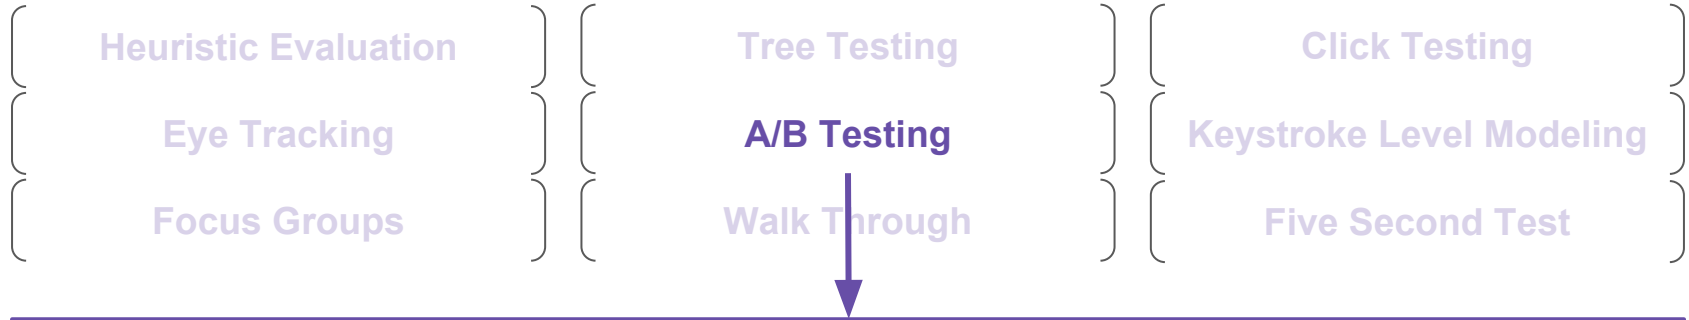 Heuristic Evaluation
Tree Testing
Click Testing
Eye Tracking
A/B Testing
Keystroke Level Modeling
Focus Groups
Walk Through
Five Second Test